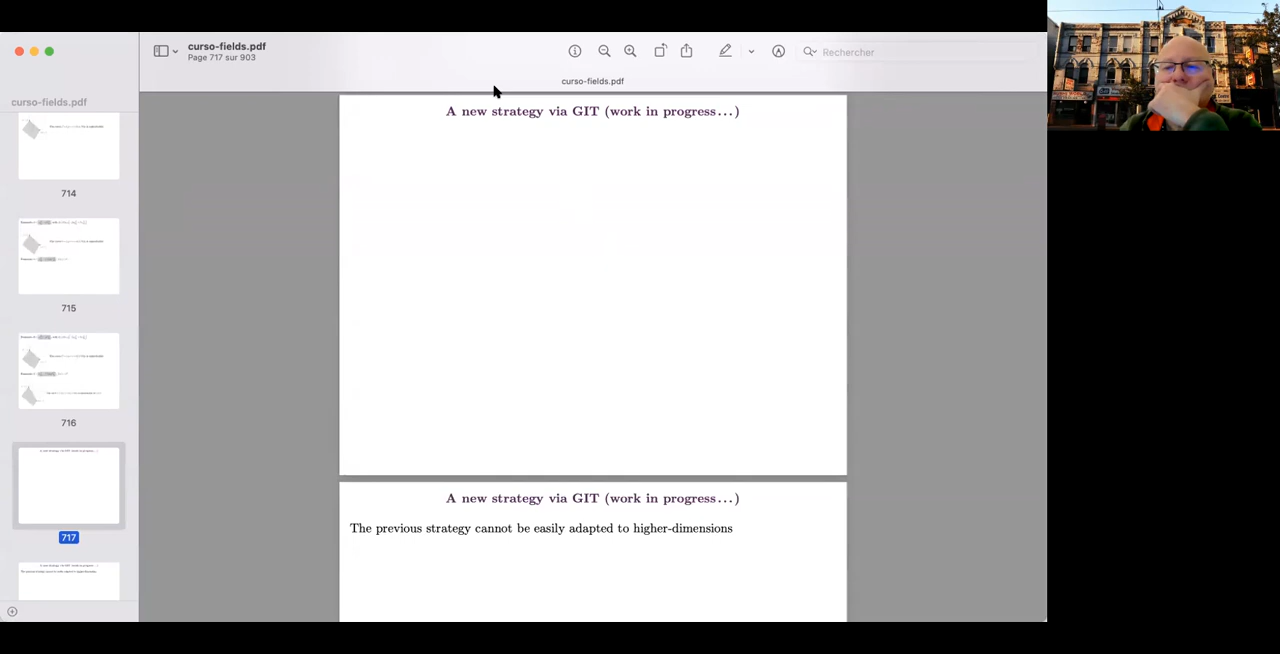 curso-fields.pdf
Page 717 sur 903
Rechercher
curso-fields.pdf
curso-fields.pdf
714
715
716
717
A new strategy via GIT (work in progress...)
A new strategy via GIT (work in progress...)
The previous strategy cannot be easily adapted to higher-dimensions